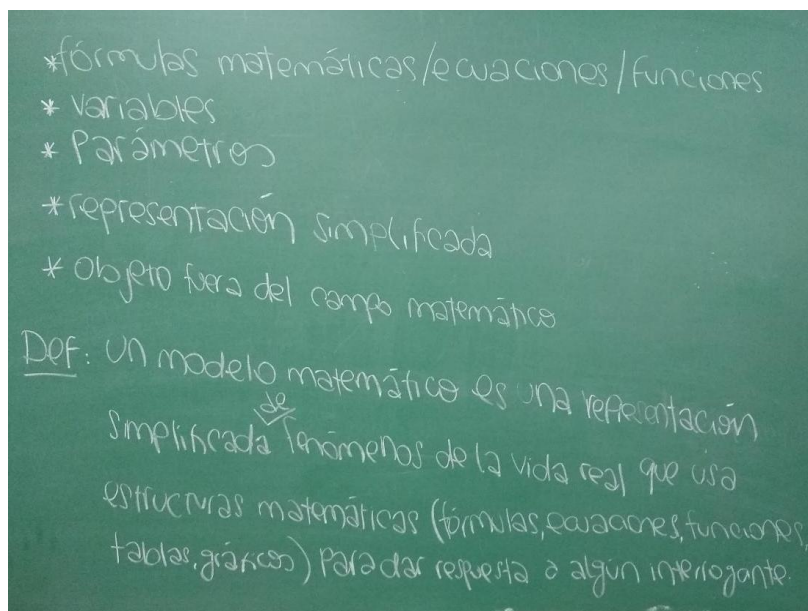 *fórmulas matemáticas/ecuaciones/funciones
* variables
* Parámetros
*representación simplificada
* Objeto fuera del campo matemático
Def: Un modelo matemático es una representación
simplificada de fenómenos de la vida real que usa
estructuras matemáticas (fórmulas, ecuaciones, funciones,
tablas, gráficos) Para dar respuesta a algún interrogante.